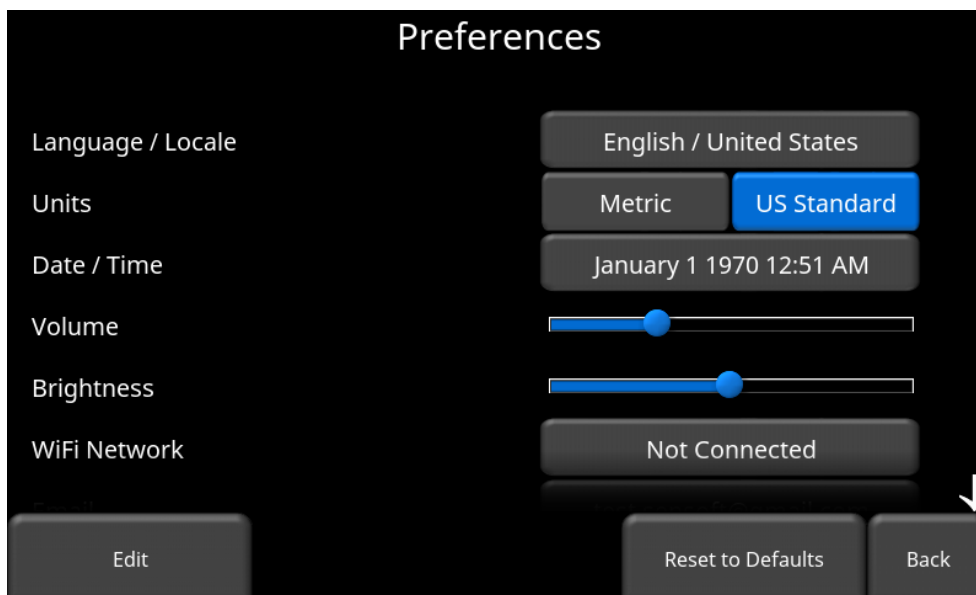 Preferences
Language / Locale English / United States
Units Metric US Standard
Date / Time January 1 1970 12:51 AM
Volume
Brightness
WiFi Network Not Connected
Email
Edit Reset to Defaults Back